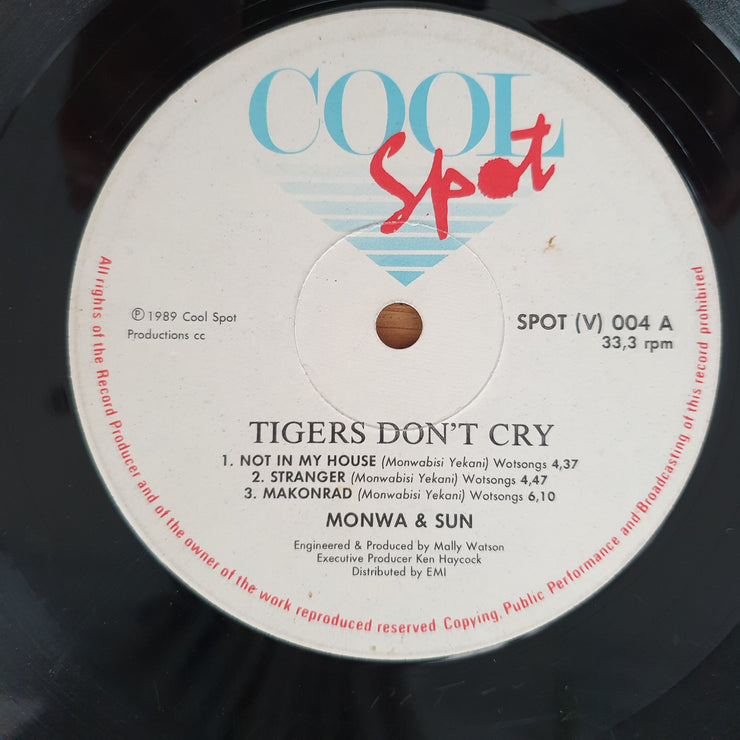 COOL
Spot
℗ 1989 Cool Spot
Productions cc
SPOT (V) 004 A
33,3 rpm
TIGERS DON'T CRY
1. NOT IN MY HOUSE (Monwabisi Yekani) Wotsongs 4,37
2. STRANGER (Monwabisi Yekani) Wotsongs 4,47
3. MAKONRAD (Monwabisi Yekani) Wotsongs 6,10
MONWA & SUN
Engineered & Produced by Mally Watson
Executive Producer Ken Haycock
Distributed by EMI
All rights of the Record Producer and of the owner of the work reproduced reserved Copying, Public Performance and Broadcasting of this record prohibited